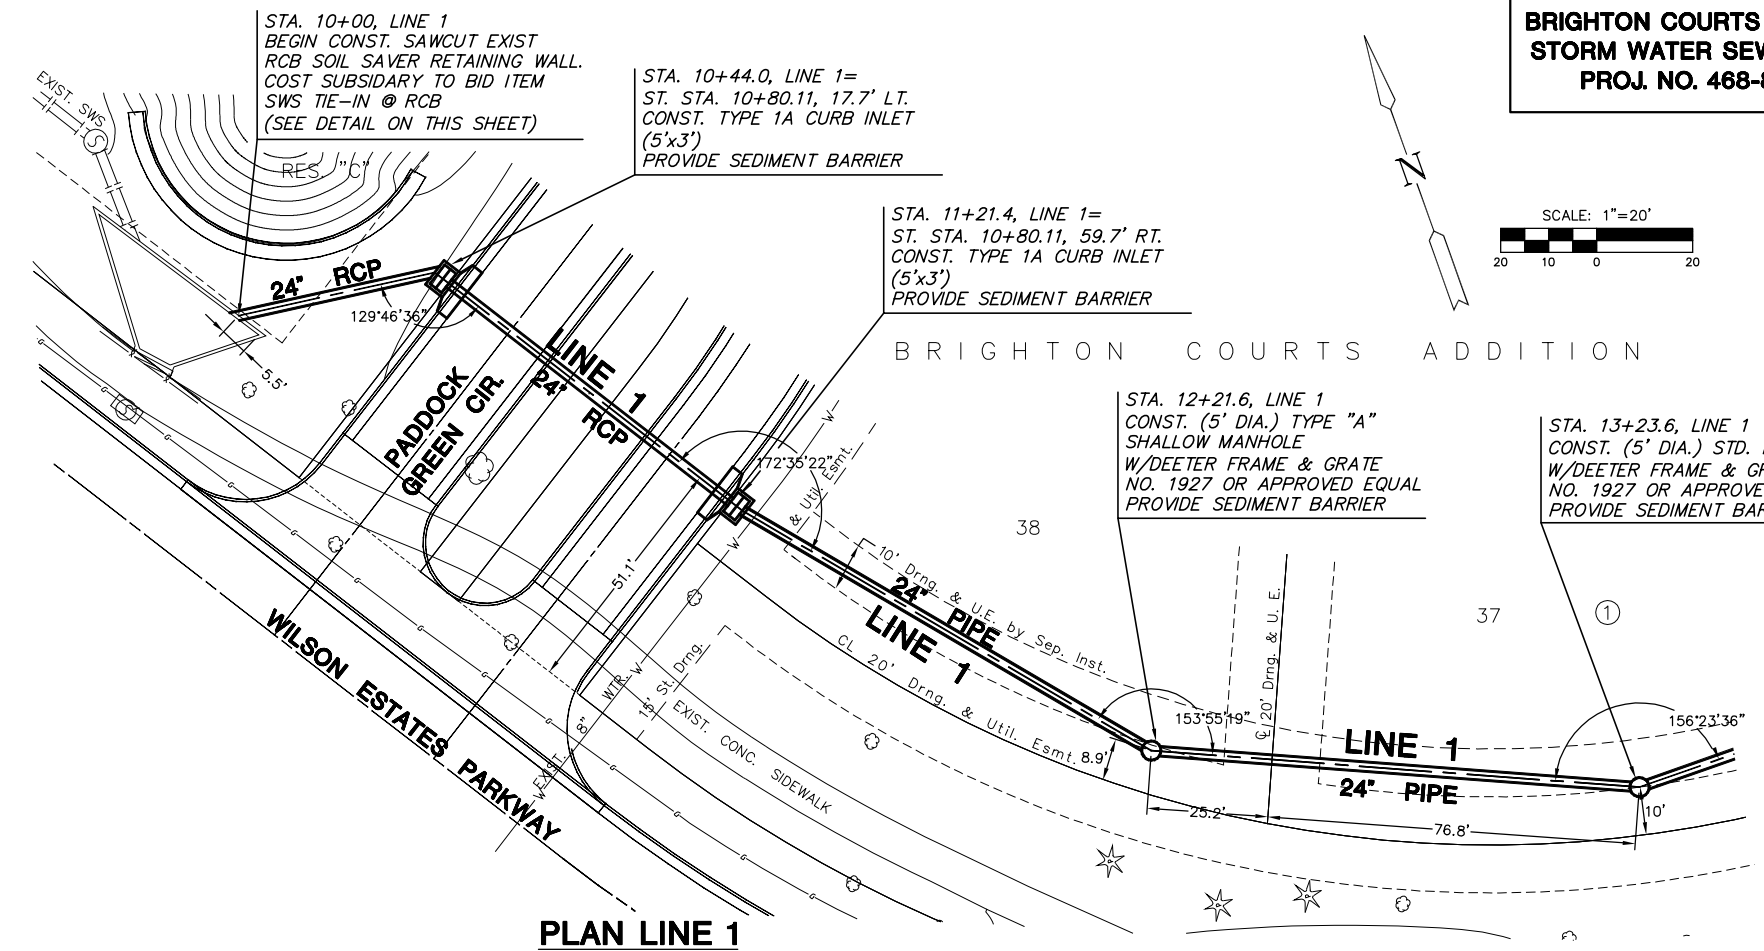 STA. 10+00, LINE 1
BEGIN CONST. SAWCUT EXIST
RCB SOIL SAVER RETAINING WALL.
COST SUBSIDARY TO BID ITEM
SWS TIE-IN @ RCB
(SEE DETAIL ON THIS SHEET)
STA. 10+44.0, LINE 1=
ST. STA. 10+80.11, 17.7' LT.
CONST. TYPE 1A CURB INLET
(5'x3')
PROVIDE SEDIMENT BARRIER
BRIGHTON COURTS
STORM WATER SEW
PROJ. NO. 468-8
N
SCALE: 1"=20'
20 10 0 20
EXIST. SWS
S
RES. "C"
STA. 11+21.4, LINE 1=
ST. STA. 10+80.11, 59.7' RT.
CONST. TYPE 1A CURB INLET
(5'x3')
PROVIDE SEDIMENT BARRIER
24" RCP
129°46'36"
5.5'
S
LINE 1
24" RCP
PADDOCK
GREEN CIR.
BRIGHTON COURTS ADDITION
STA. 12+21.6, LINE 1
CONST. (5' DIA.) TYPE "A"
SHALLOW MANHOLE
W/DEETER FRAME & GRATE
NO. 1927 OR APPROVED EQUAL
PROVIDE SEDIMENT BARRIER
STA. 13+23.6, LINE 1
CONST. (5' DIA.) STD.
W/DEETER FRAME & GR
NO. 1927 OR APPROVE
PROVIDE SEDIMENT BAR
172°35'22"
& Util. Esmt.
W
W
W
38
37
1
10' Drng. & U.E. by Sep. Inst.
24" PIPE
LINE 1
CL 20' Drng. & Util. Esmt.
8.9'
51.1'
WTR.
15' St. Drng.
8"
EXIST.
W
EXIST. CONC. SIDEWALK
WILSON ESTATES PARKWAY
153°55'19"
CL 20' Drng. & U. E.
LINE 1
24" PIPE
156°23'36"
25.2'
76.8'
10'
PLAN LINE 1